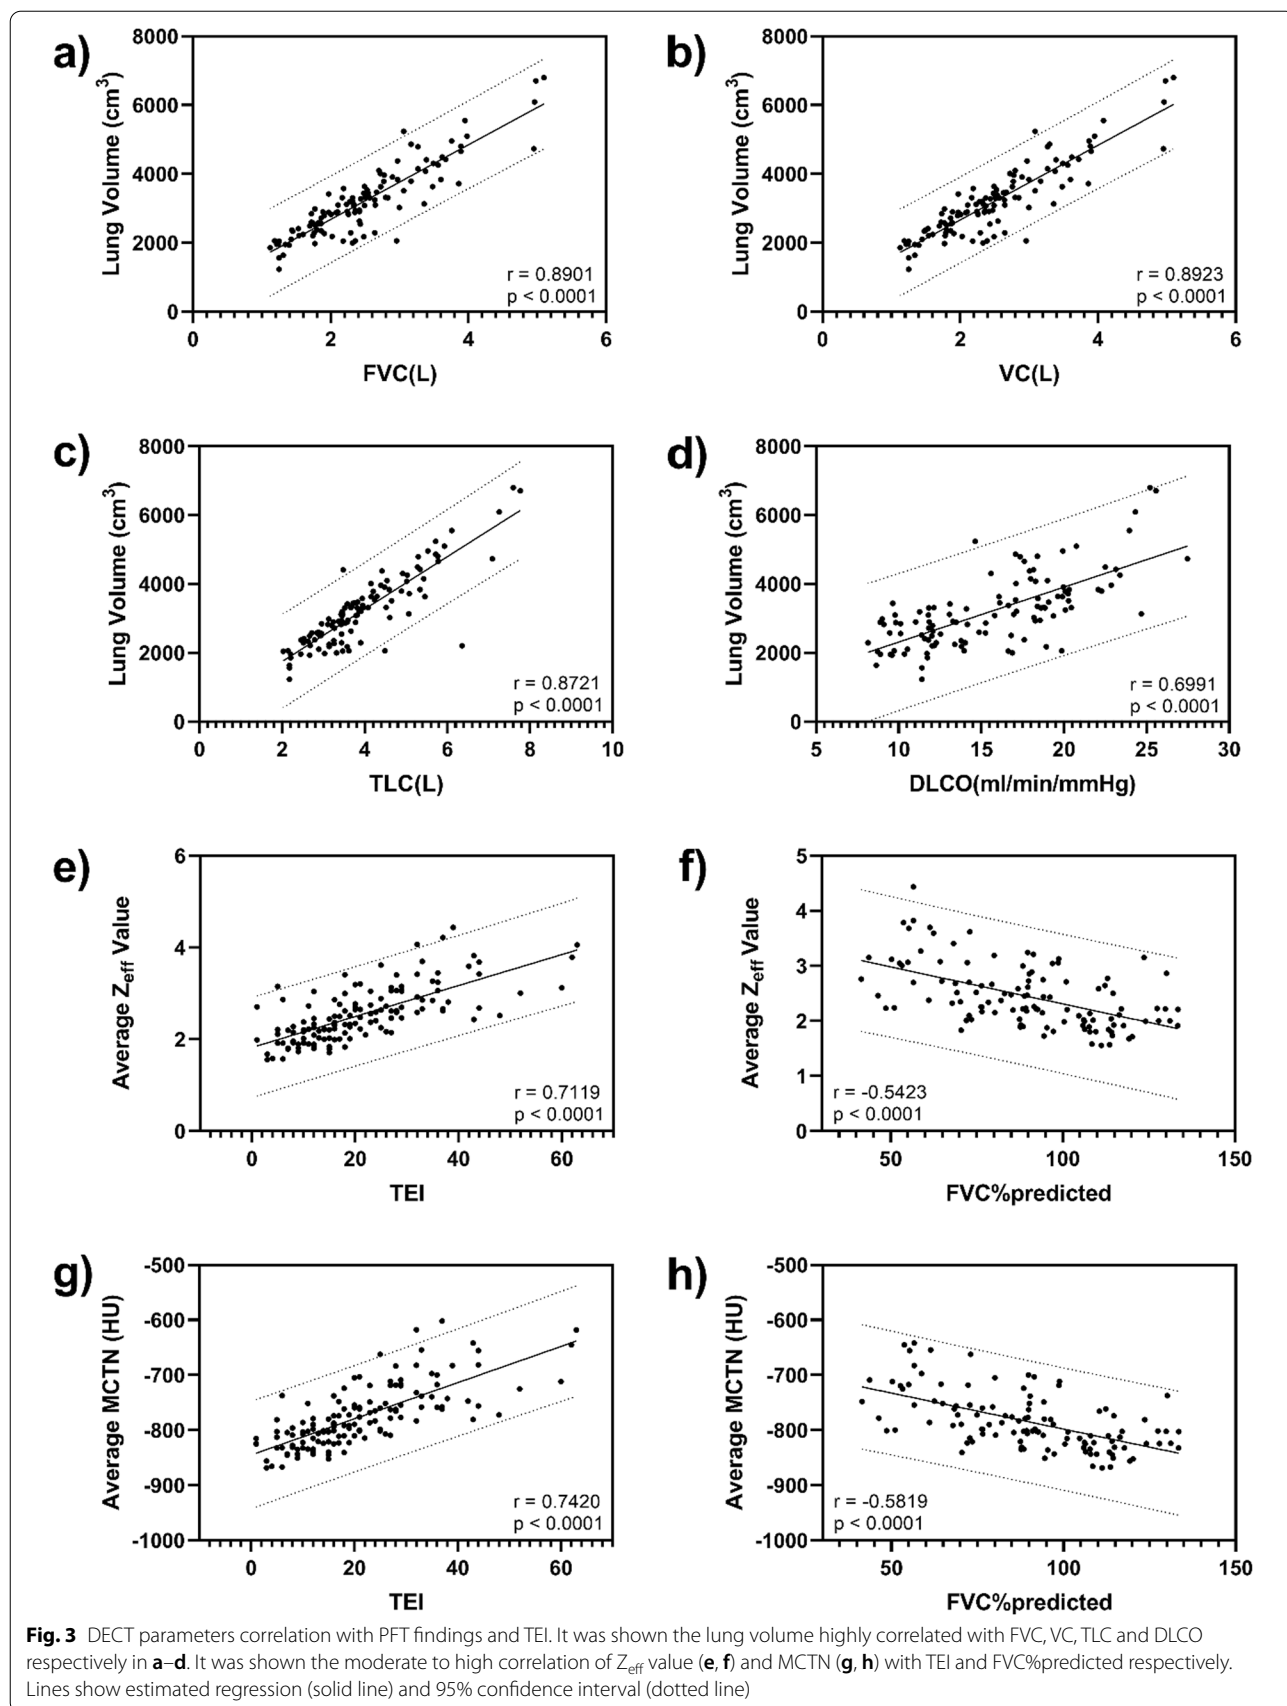 a)
8000
6000
4000
2000
0
Lung Volume (cm³)
r = 0.8901
p < 0.0001
0 2 4 6
FVC(L)
b)
8000
6000
4000
2000
0
Lung Volume (cm³)
r = 0.8923
p < 0.0001
0 2 4 6
VC(L)
c)
8000
6000
4000
2000
0
Lung Volume (cm³)
r = 0.8721
p < 0.0001
0 2 4 6 8 10
TLC(L)
d)
8000
6000
4000
2000
0
Lung Volume (cm³)
r = 0.6991
p < 0.0001
5 10 15 20 25 30
DLCO(ml/min/mmHg)
e)
6
4
2
0
Average Zeff Value
r = 0.7119
p < 0.0001
0 20 40 60
TEI
f)
5
4
3
2
1
0
Average Zeff Value
r = -0.5423
p < 0.0001
50 100 150
FVC%predicted
g)
-500
-600
-700
-800
-900
-1000
Average MCTN (HU)
r = 0.7420
p < 0.0001
0 20 40 60
TEI
h)
-500
-600
-700
-800
-900
-1000
Average MCTN (HU)
r = -0.5819
p < 0.0001
50 100 150
FVC%predicted
Fig. 3 DECT parameters correlation with PFT findings and TEI. It was shown the lung volume highly correlated with FVC, VC, TLC and DLCO
respectively in a–d. It was shown the moderate to high correlation of Zeff value (e, f) and MCTN (g, h) with TEI and FVC%predicted respectively.
Lines show estimated regression (solid line) and 95% confidence interval (dotted line)